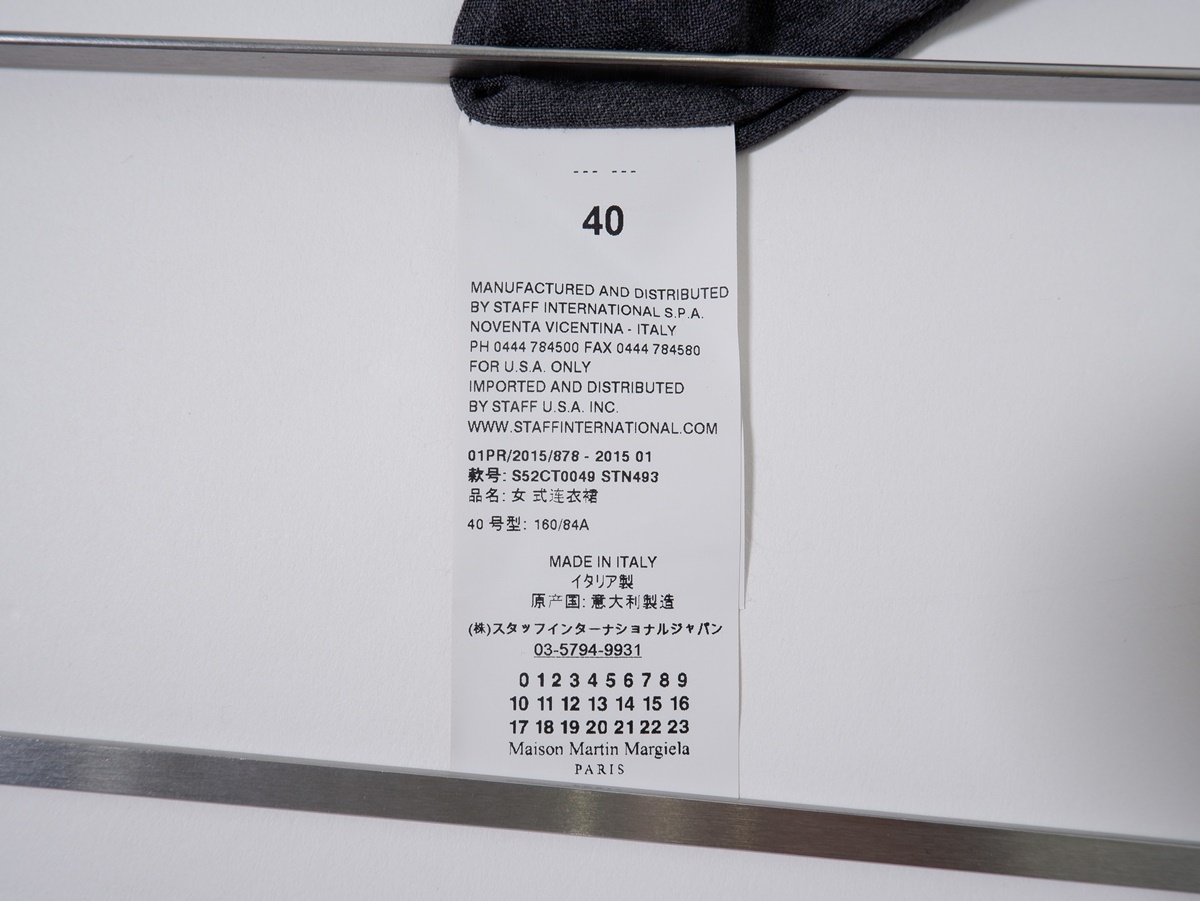 --- ---
40
MANUFACTURED AND DISTRIBUTED
BY STAFF INTERNATIONAL S.P.A.
NOVENTA VICENTINA - ITALY
PH 0444 784500 FAX 0444 784580
FOR U.S.A. ONLY
IMPORTED AND DISTRIBUTED
BY STAFF U.S.A. INC.
WWW.STAFFINTERNATIONAL.COM
01PR/2015/878 - 2015 01
款号: S52CT0049 STN493
品名: 女 式连衣裙
40 号型: 160/84A
MADE IN ITALY
イタリア製
原产国: 意大利製造
(株)スタッフインターナショナルジャパン
03-5794-9931
0 1 2 3 4 5 6 7 8 9
10 11 12 13 14 15 16
17 18 19 20 21 22 23
Maison Martin Margiela
PARIS